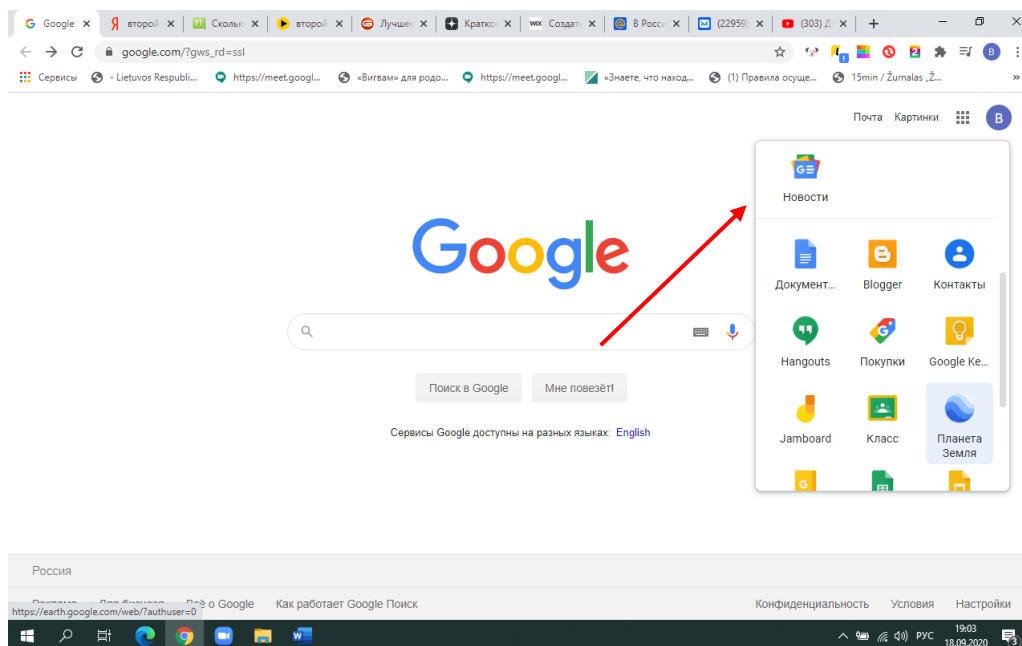 Google
второй
Сколько
второй
Лучшее
Кратко
WIX Создат
В Росси
(22959)
(303) Д
google.com/?gws_rd=ssl
B
Сервисы
- Lietuvos Respubli...
https://meet.googl...
«Вигвам» для родо...
https://meet.googl...
«Знаете, что наход...
(1) Правила осуще...
15min / Žurnalas „Ž...
»
Почта Картинки
B
Новости
Google
Документ... Blogger Контакты
Hangouts Покупки Google Ke...
Поиск в Google Мне повезёт!
Сервисы Google доступны на разных языках: English
Jamboard Класс Планета
Земля
Россия
Всё о Google Как работает Google Поиск
Конфиденциальность Условия Настройки
https://earth.google.com/web/?authuser=0
РУС
19:03
18.09.2020
3